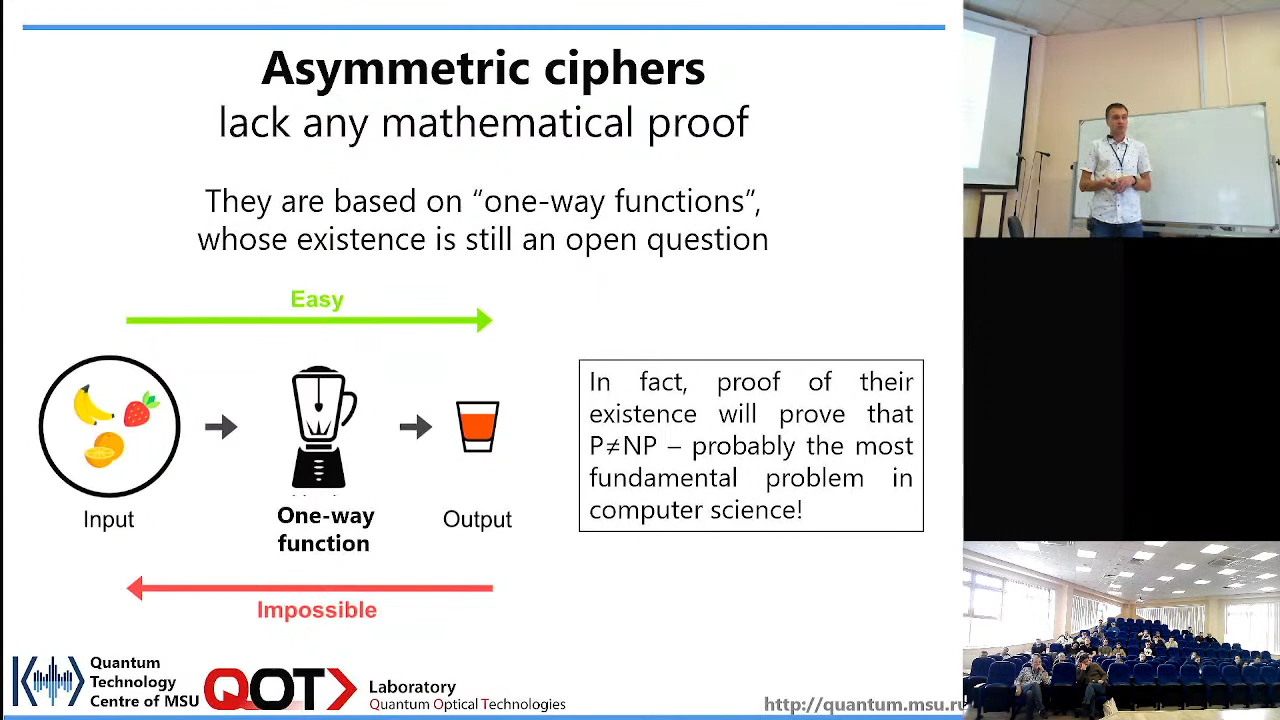 Asymmetric ciphers
lack any mathematical proof
They are based on “one-way functions”,
whose existence is still an open question
Easy
Input
One-way
function
Output
Impossible
In fact, proof of their
existence will prove that
P≠NP – probably the most
fundamental problem in
computer science!
Quantum
Technology
Centre of MSU
QOT
Laboratory
Quantum Optical Technologies
http://quantum.msu.ru